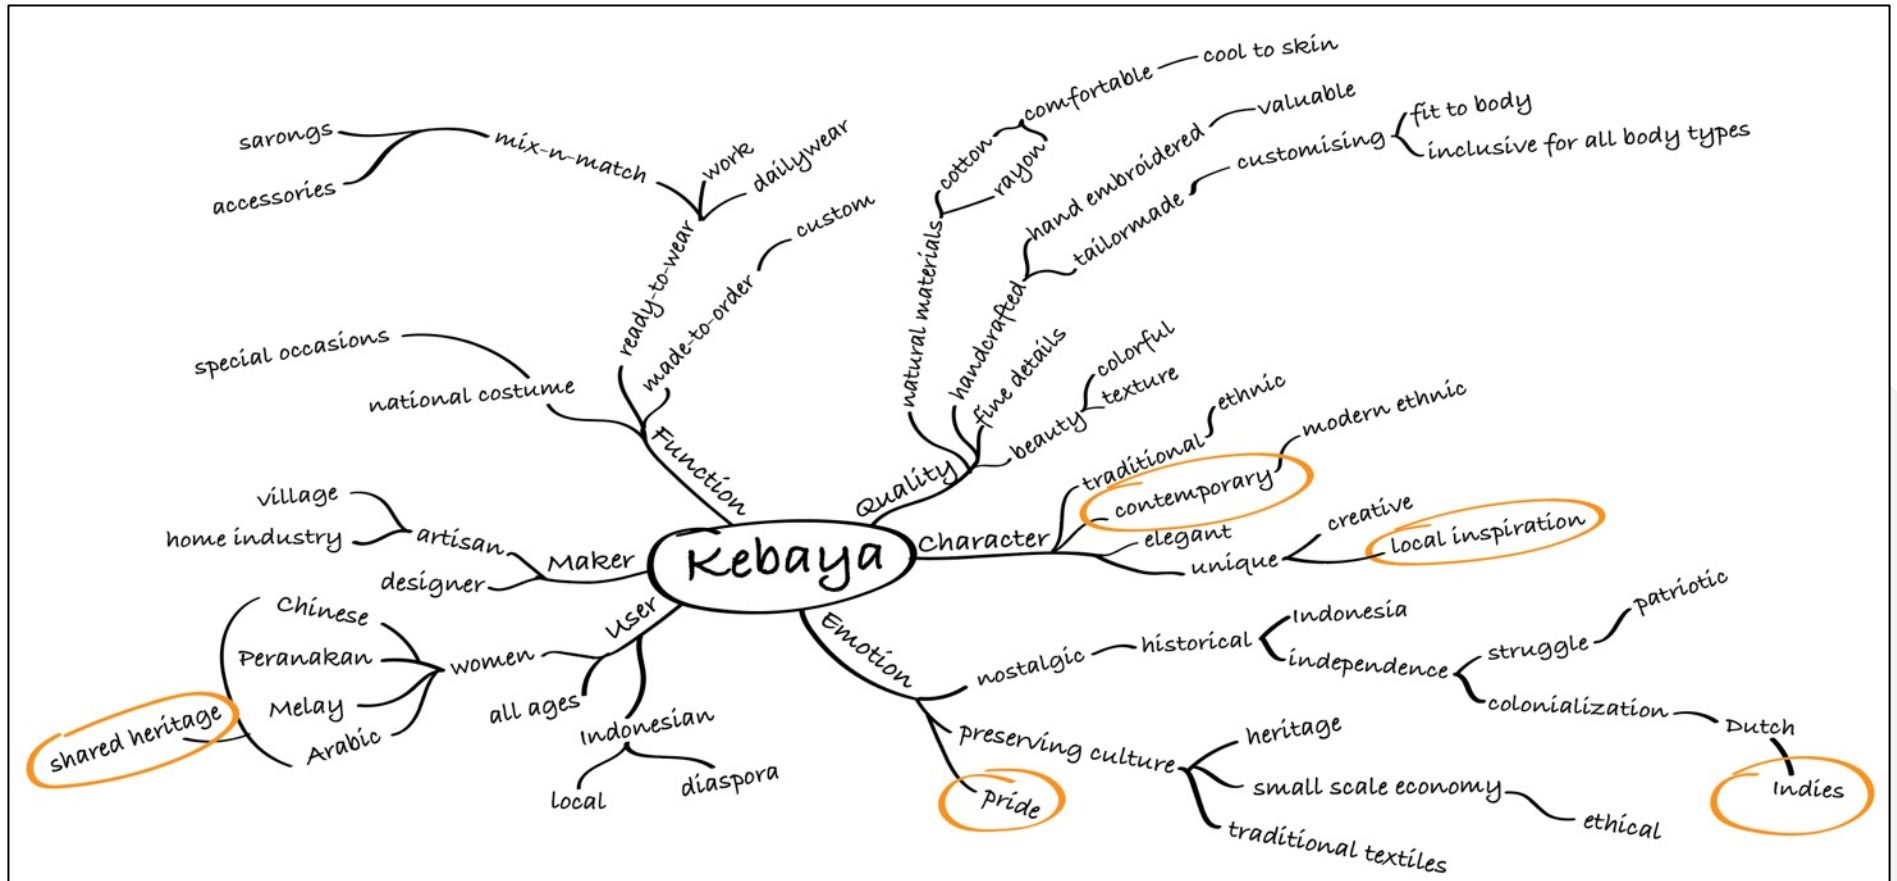 Kebaya
Function
ready-to-wear
mix-n-match
sarongs
accessories
work
dailywear
made-to-order
custom
national costume
special occasions
Quality
natural materials
cotton
rayon
comfortable
cool to skin
handcrafted
hand embroidered
valuable
tailormade
customising
fit to body
inclusive for all body types
fine details
beauty
colorful
texture
Character
traditional
ethnic
contemporary
modern ethnic
elegant
unique
creative
local inspiration
Emotion
nostalgic
historical
Indonesia
independence
struggle
patriotic
colonialization
Dutch
Indies
preserving culture
heritage
small scale economy
ethical
traditional textiles
pride
User
women
Chinese
Peranakan
Melay
Arabic
shared heritage
all ages
Indonesian
local
diaspora
Maker
artisan
village
home industry
designer